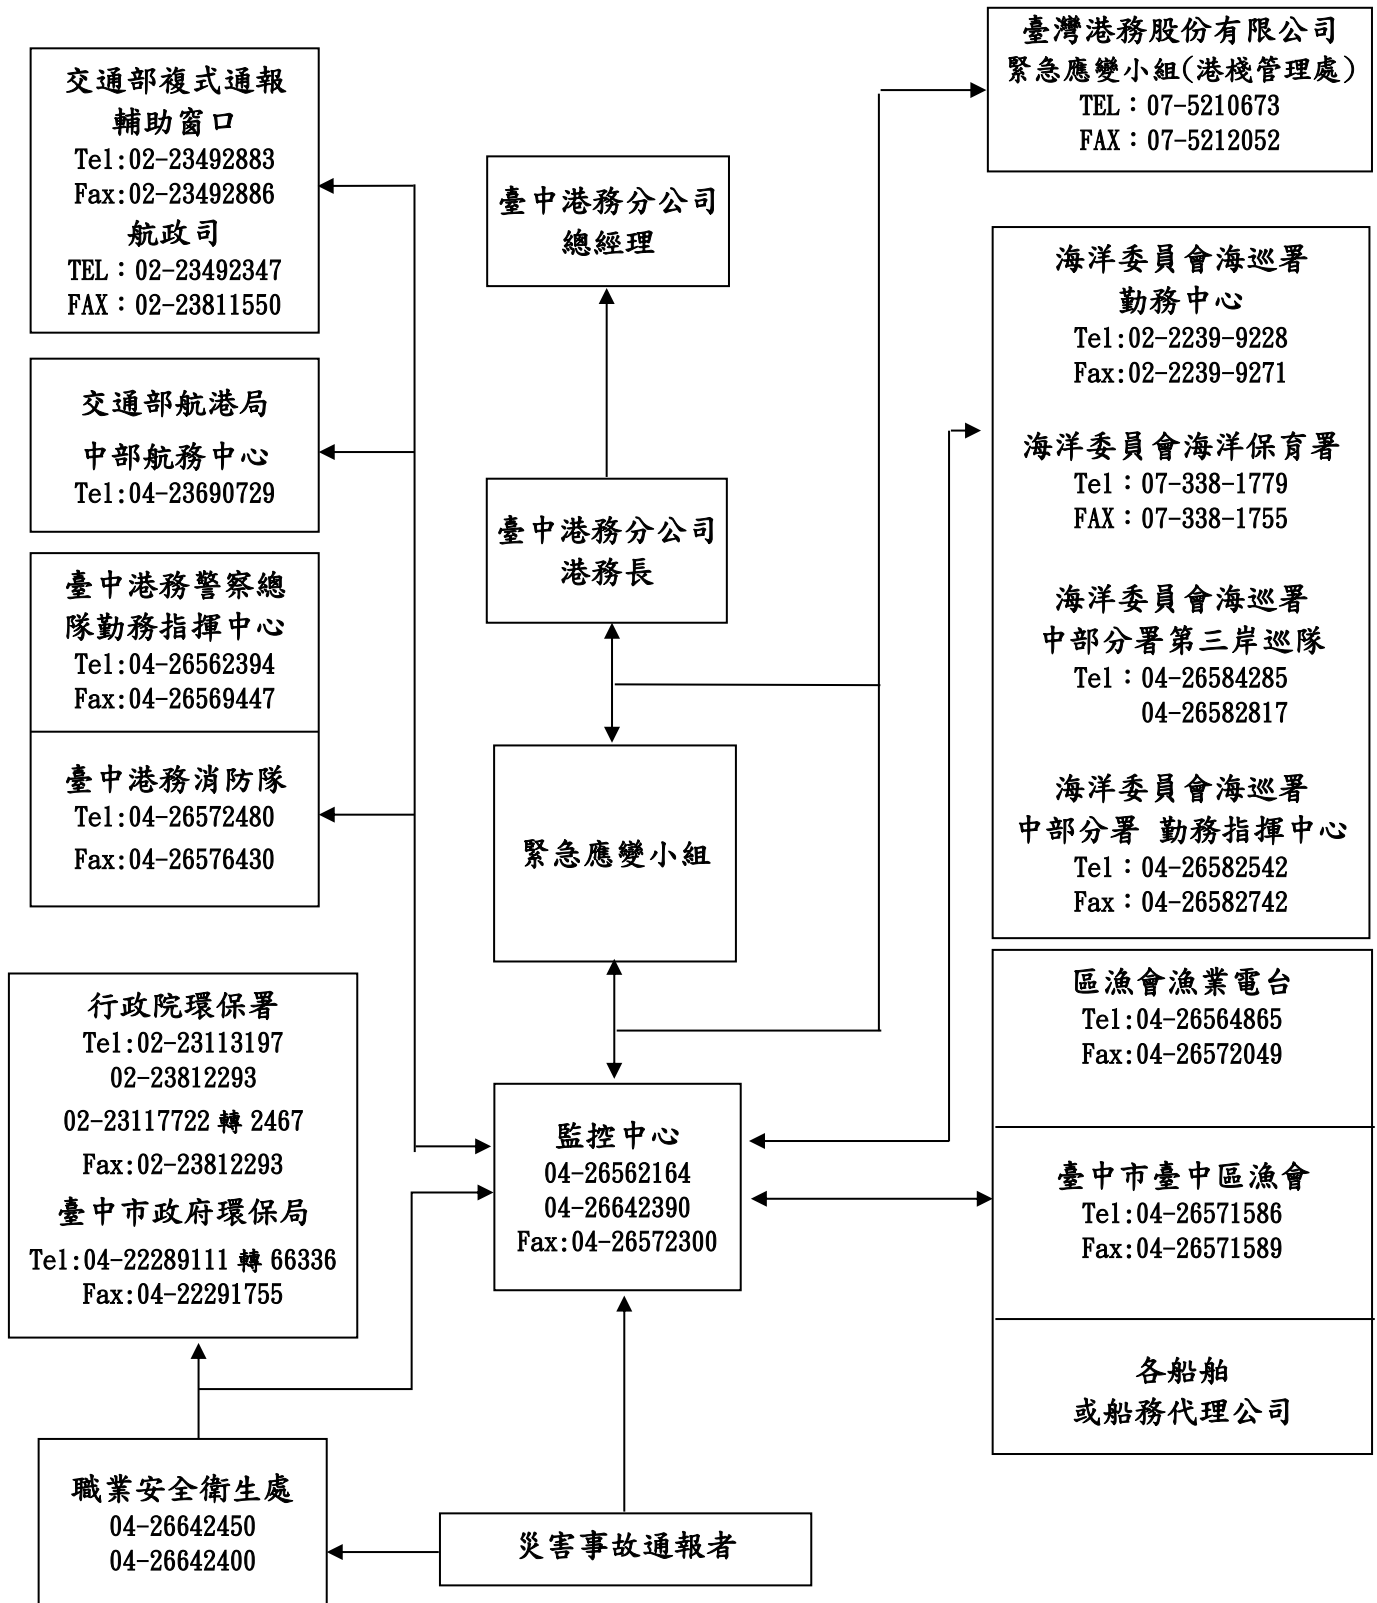 臺灣港務股份有限公司
緊急應變小組(港棧管理處)
TEL：07-5210673
FAX：07-5212052
交通部複式通報
輔助窗口
Tel:02-23492883
Fax:02-23492886
航政司
TEL：02-23492347
FAX：02-23811550
臺中港務分公司
總經理
海洋委員會海巡署
勤務中心
Tel:02-2239-9228
Fax:02-2239-9271
海洋委員會海洋保育署
Tel：07-338-1779
FAX：07-338-1755
海洋委員會海巡署
中部分署第三岸巡隊
Tel：04-26584285
04-26582817
海洋委員會海巡署
中部分署 勤務指揮中心
Tel：04-26582542
Fax：04-26582742
交通部航港局
中部航務中心
Tel:04-23690729
臺中港務分公司
港務長
臺中港務警察總
隊勤務指揮中心
Tel:04-26562394
Fax:04-26569447
臺中港務消防隊
Tel:04-26572480
Fax:04-26576430
緊急應變小組
區漁會漁業電台
Tel:04-26564865
Fax:04-26572049
臺中市臺中區漁會
Tel:04-26571586
Fax:04-26571589
各船舶
或船務代理公司
行政院環保署
Tel:02-23113197
02-23812293
02-23117722 轉 2467
Fax:02-23812293
臺中市政府環保局
Tel:04-22289111 轉 66336
Fax:04-22291755
監控中心
04-26562164
04-26642390
Fax:04-26572300
職業安全衛生處
04-26642450
04-26642400
災害事故通報者